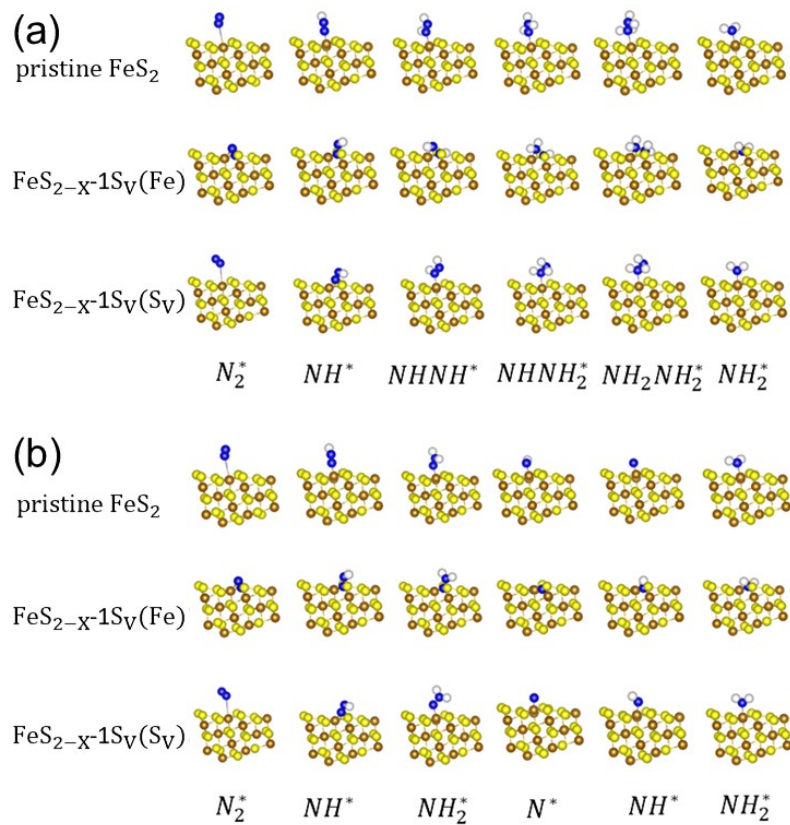 (a)
pristine FeS₂
FeS₂₋ₓ-1Sᵥ(Fe)
FeS₂₋ₓ-1Sᵥ(Sᵥ)
N₂* NH* NHNH* NHNH₂* NH₂NH₂* NH₂*
(b)
pristine FeS₂
FeS₂₋ₓ-1Sᵥ(Fe)
FeS₂₋ₓ-1Sᵥ(Sᵥ)
N₂* NH* NH₂* N* NH* NH₂*